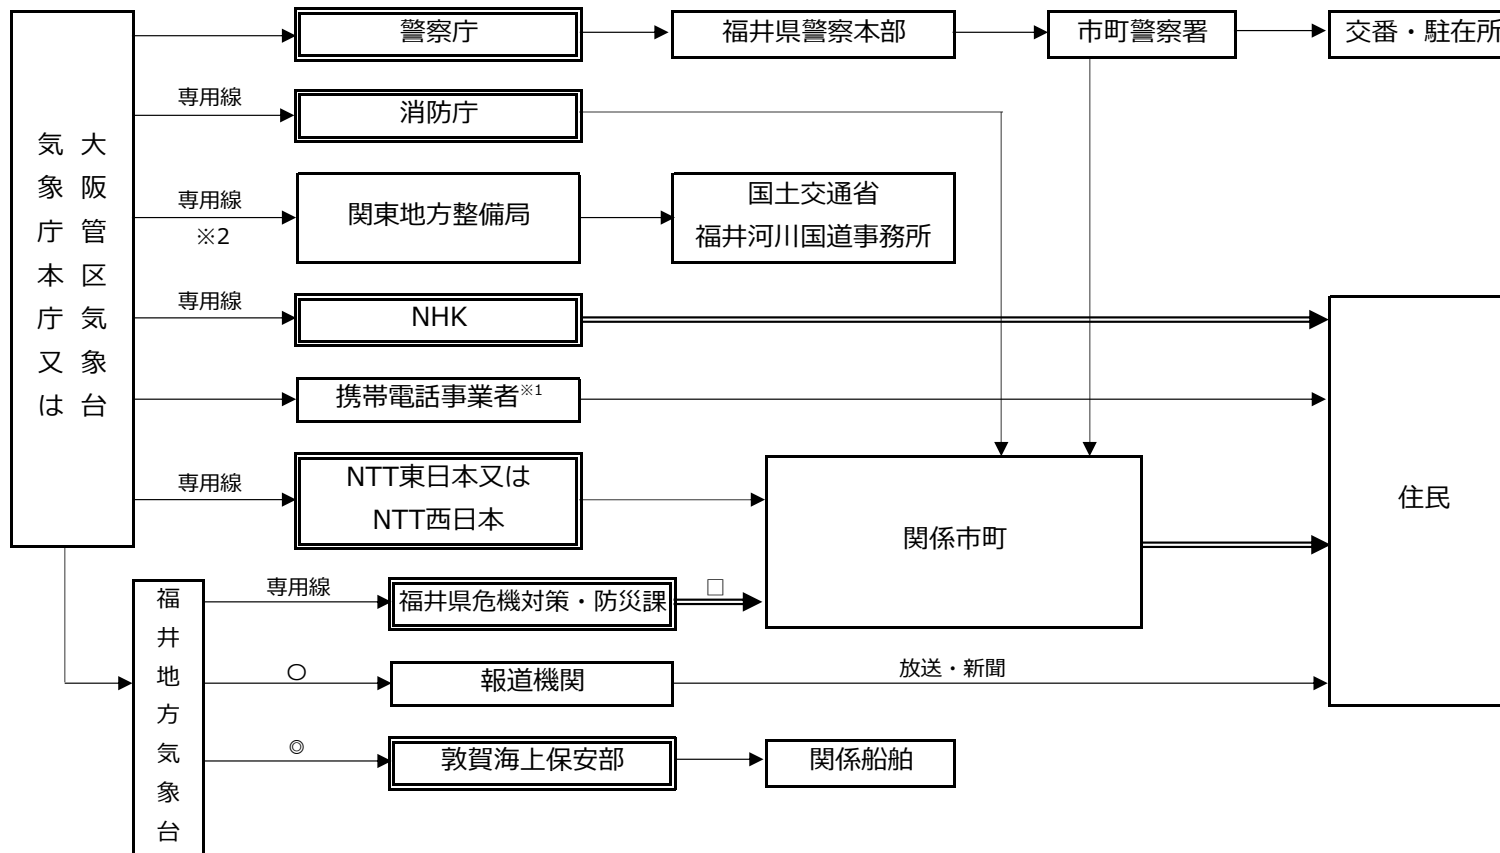 警察庁
福井県警察本部
市町警察署
交番・駐在所
専用線
消防庁
気象庁本庁又は
大阪管区気象台
専用線
※2
関東地方整備局
国土交通省
福井河川国道事務所
専用線
NHK
携帯電話事業者※1
専用線
NTT東日本又は
NTT西日本
関係市町
住民
福井地方気象台
専用線
福井県危機対策・防災課
□
○
報道機関
放送・新聞
◎
敦賀海上保安部
関係船舶